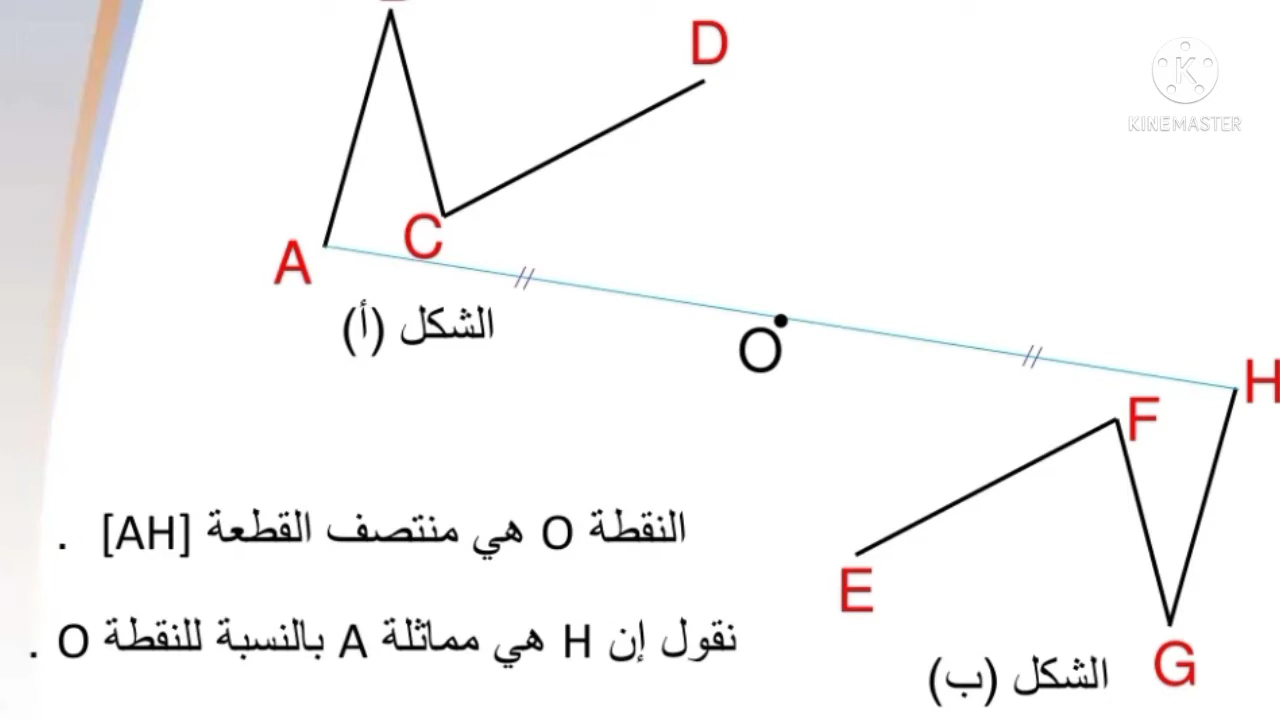 D
KINEMASTER
C
A
الشكل (أ)
O
H
F
النقطة O هي منتصف القطعة [AH] .
E
نقول إن H هي مماثلة A بالنسبة للنقطة O .
G
الشكل (ب)